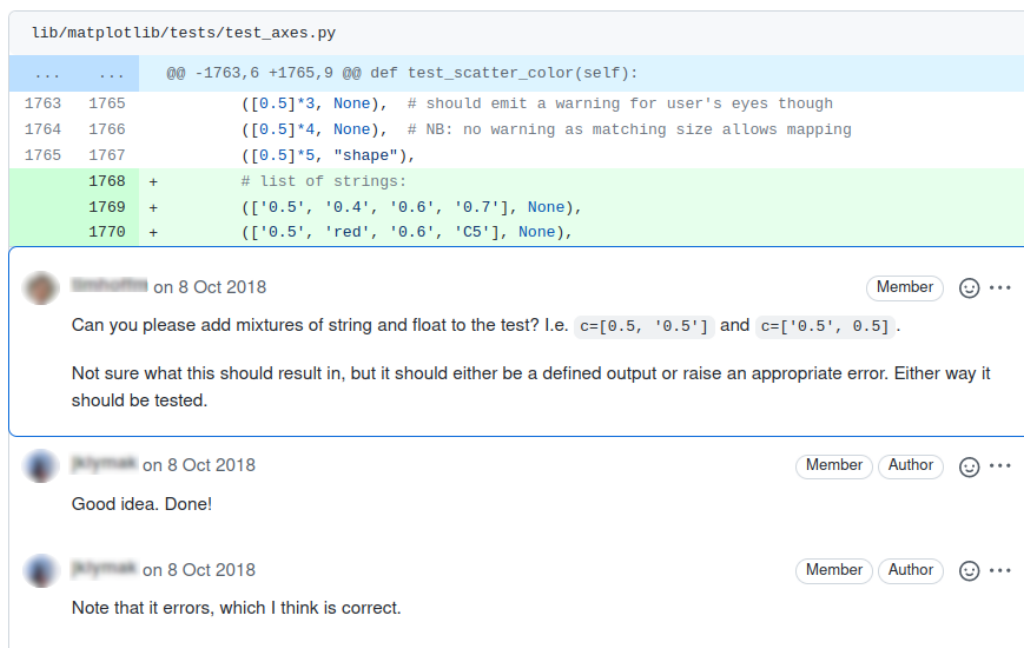 lib/matplotlib/tests/test_axes.py
... ... @@ -1763,6 +1765,9 @@ def test_scatter_color(self):
1763 1765 ([0.5]*3, None), # should emit a warning for user's eyes though
1764 1766 ([0.5]*4, None), # NB: no warning as matching size allows mapping
1765 1767 ([0.5]*5, "shape"),
1768 + # list of strings:
1769 + (['0.5', '0.4', '0.6', '0.7'], None),
1770 + (['0.5', 'red', '0.6', 'C5'], None),
on 8 Oct 2018 Member ...
Can you please add mixtures of string and float to the test? I.e. c=[0.5, '0.5'] and c=['0.5', 0.5] .
Not sure what this should result in, but it should either be a defined output or raise an appropriate error. Either way it
should be tested.
on 8 Oct 2018 Member Author ...
Good idea. Done!
on 8 Oct 2018 Member Author ...
Note that it errors, which I think is correct.